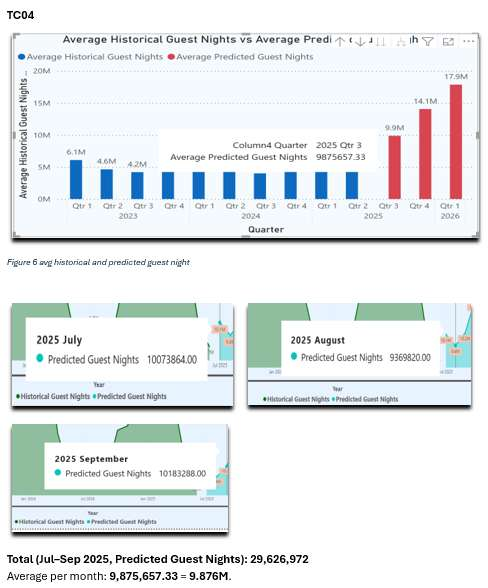 TC04
Average Historical Guest Nights vs Average Predi
Average Historical Guest Nights Average Predicted Guest Nights
Average Historical Guest Nights ...
20M
15M
10M
5M
0M
6.1M
4.6M
4.2M
9.9M
14.1M
17.9M
Column4 Quarter 2025 Qtr 3
Average Predicted Guest Nights 9875657.33
Qtr 1 Qtr 2 Qtr 3 Qtr 4 Qtr 1 Qtr 2 Qtr 3 Qtr 4 Qtr 1 Qtr 2 Qtr 3 Qtr 4 Qtr 1
2023 2024 2025 2026
Quarter
Figure 6 avg historical and predicted guest night
2025 July
Predicted Guest Nights 10073864.00
Jul 2025
Year
Historical Guest Nights Predicted Guest Nights
2025 August
Predicted Guest Nights 9369820.00
Year
Historical Guest Nights Predicted Guest Nights
2025 September
Predicted Guest Nights 10183288.00
Year
Historical Guest Nights Predicted Guest Nights
Total (Jul–Sep 2025, Predicted Guest Nights): 29,626,972
Average per month: 9,875,657.33 = 9.876M.